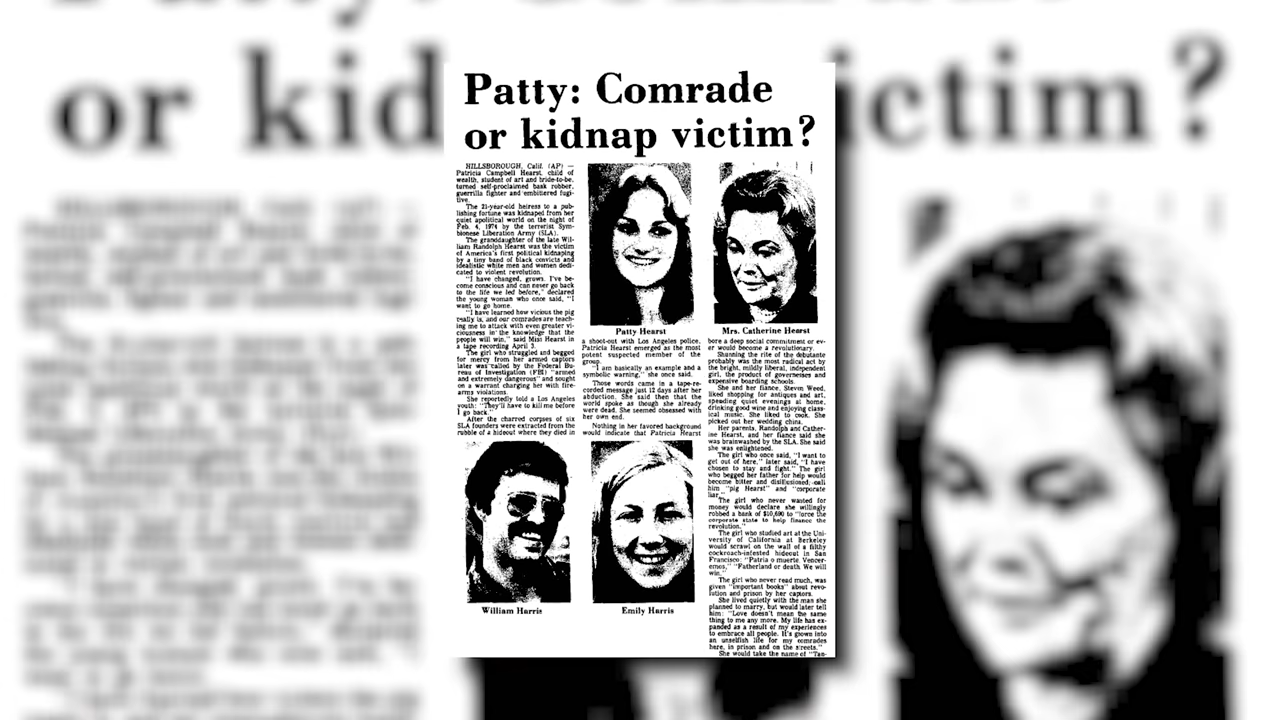 Patty: Comrade
or kidnap victim?
HILLSBOROUGH, Calif. (AP) —
Patricia Campbell Hearst, child of
wealth, student of art and bride-to-be,
turned self-proclaimed bank robber,
guerrilla fighter and embittered fugi-
tive.
The 21-year-old heiress to a pub-
lishing fortune was kidnaped from her
quiet apolitical world on the night of
Feb. 4, 1974 by the terrorist Sym-
bionese Liberation Army (SLA).
The granddaughter of the late Wil-
liam Randolph Hearst was the victim
of America's first political kidnaping
by a tiny band of black convicts and
idealistic white men and women dedi-
cated to violent revolution.
"I have changed, grown. I've be-
come conscious and can never go back
to the life we led before," declared
the young woman who once said, "I
want to go home.
"I have learned how vicious the pig
really is, and our comrades are teach-
ing me to attack with even greater vi-
ciousness in the knowledge that the
people will win," said Miss Hearst in
a tape recording April 3.
The girl who struggled and begged
for mercy from her armed captors
later was called by the Federal Bu-
reau of Investigation (FBI) "armed
and extremely dangerous" and sought
on a warrant charging her with fire-
arms violations.
She reportedly told a Los Angeles
youth: "They'll have to kill me before
I go back."
After the charred corpses of six
SLA founders were extracted from the
rubble of a hideout where they died in
Patty Hearst
Mrs. Catherine Hearst
a shoot-out with Los Angeles police,
Patricia Hearst emerged as the most
potent suspected member of the
group.
"I am basically an example and a
symbolic warning," she once said.
Those words came in a tape-re-
corded message just 12 days after her
abduction. She said then that the
world spoke as though she already
were dead. She seemed obsessed with
her own end.
Nothing in her favored background
would indicate that Patricia Hearst
bore a deep social commitment or ev-
er would become a revolutionary.
Shunning the rite of the debutante
probably was the most radical act by
the bright, mildly liberal, independent
girl, the product of governesses and
expensive boarding schools.
She and her fiance, Steven Weed,
liked shopping for antiques and art,
spending quiet evenings at home,
drinking good wine and enjoying class-
ical music. She liked to cook. She
picked out her wedding china.
Her parents, Randolph and Cather-
ine Hearst, and her fiance said she
was brainwashed by the SLA. She said
she was enlightened.
The girl who once said, "I want to
get out of here," later said, "I have
chosen to stay and fight." The girl
who begged her father for help would
become bitter and disillusioned, call
him "pig Hearst" and "corporate
liar."
The girl who never wanted for
money would declare she willingly
robbed a bank of $10,690 to "force the
corporate state to help finance the
revolution."
The girl who studied art at the Uni-
versity of California at Berkeley
would scrawl on the wall of a filthy
cockroach-infested hideout in San
Francisco: "Patria o muerte Vencer-
emos," "Fatherland or death We will
win."
The girl who never read much, was
given "important books" about revo-
lution and prison by her captors.
She lived quietly with the man she
planned to marry, but would later tell
him: "Love doesn't mean the same
thing to me any more. My life has ex-
panded as a result of my experiences
to embrace all people. It's grown into
an unselfish life for my comrades
here, in prison and on the streets."
She would take the name of "Tan-
William Harris
Emily Harris